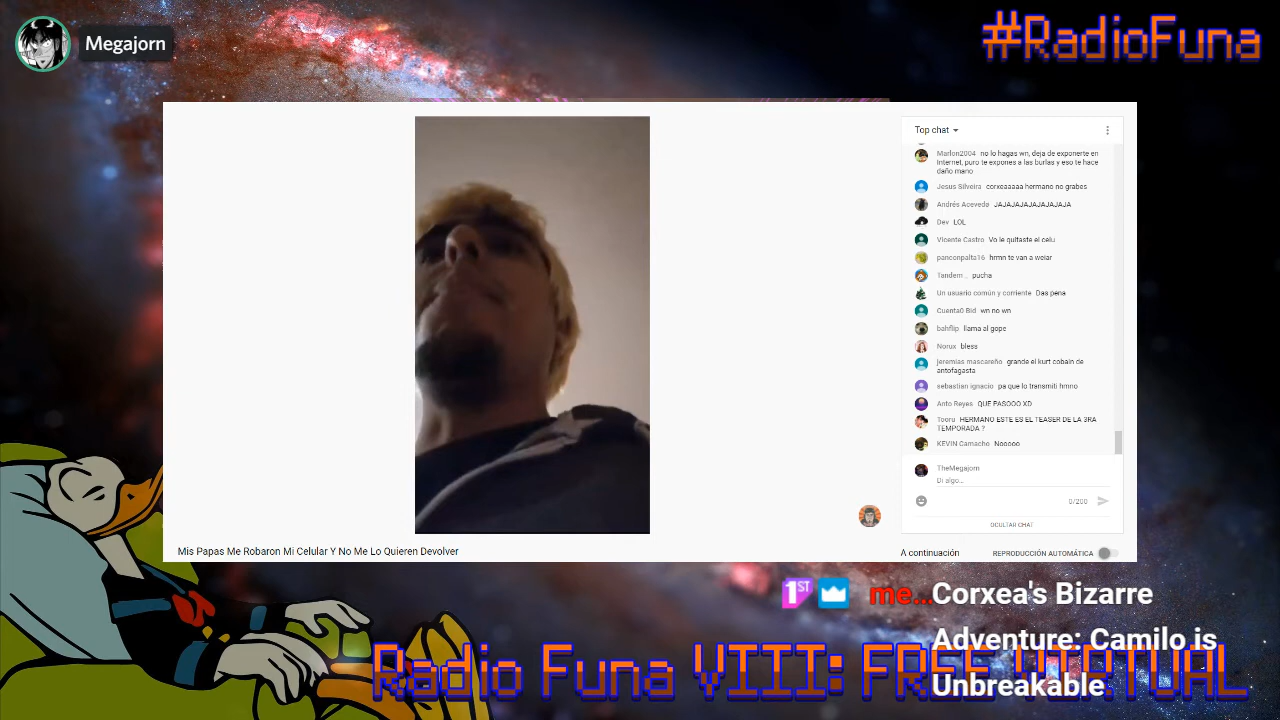 Megajorn
#RadioFuna
Top chat
Marlon2004 no lo hagas wn, deja de exponerte en
Internet, puro te expones a las burlas y eso te hace
daño mano
Jesus Silveira corxeaaaaa hermano no grabes
Andrés Acevedo JAJAJAJAJAJAJAJAJA
Dev LOL
Vicente Castro Vo le quitaste el celu
panconpalta16 hrmn te van a weiar
Tandem .. pucha
Un usuario común y corriente Das pena
Cuenta0 Bid wn no wn
bahflip llama al gope
Norux bless
jeremias mascareño grande el kurt cobain de
antofagasta
sebastian ignacio pa que lo transmiti hmno
Anto Reyes QUE PASOOO XD
Tooru HERMANO ESTE ES EL TEASER DE LA 3RA
TEMPORADA ?
KEVIN Camacho Nooooo
TheMegajorn
Di algo...
0/200
OCULTAR CHAT
Mis Papas Me Robaron Mi Celular Y No Me Lo Quieren Devolver
A continuación REPRODUCCIÓN AUTOMÁTICA
1ST me... Corxea's Bizarre
Adventure: Camilo is
Unbreakable
Radio Funa VIII: FREE VIRTUAL